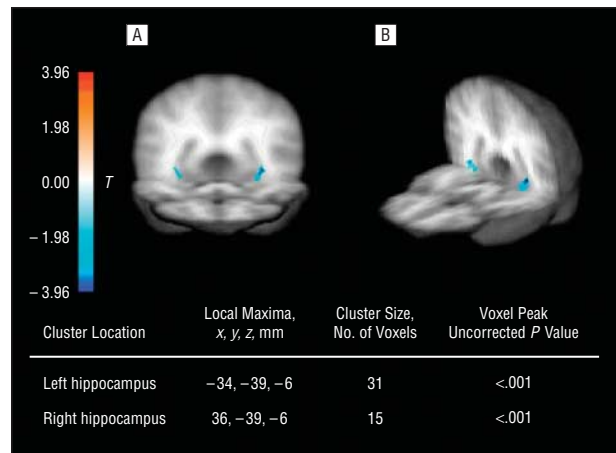 A
B
3.96
1.98
0.00
T
– 1.98
– 3.96
Cluster Location
Local Maxima,
x, y, z, mm
Cluster Size,
No. of Voxels
Voxel Peak
Uncorrected P Value
Left hippocampus –34, –39, –6 31 <.001
Right hippocampus 36, –39, –6 15 <.001